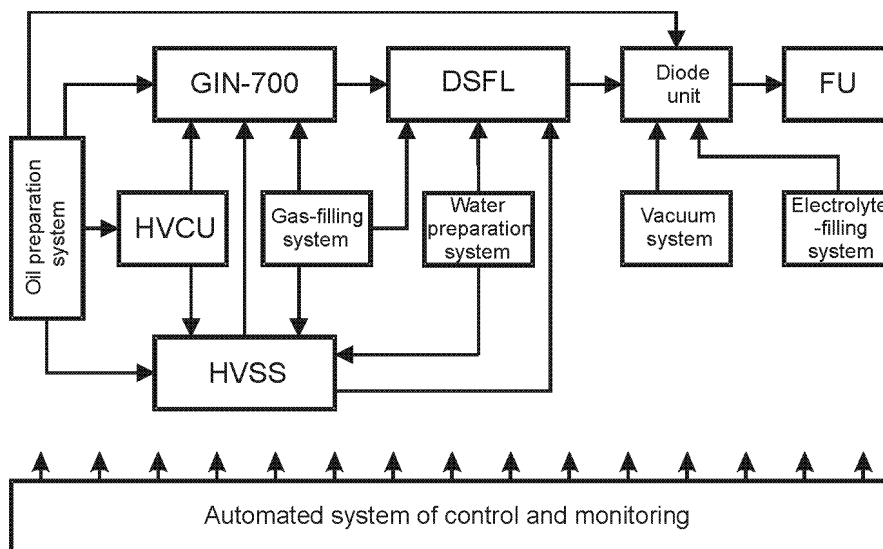 GIN-700
DSFL
Diode
unit
FU
Oil preparation
system
HVCU
Gas-filling
system
Water
preparation
system
Vacuum
system
Electrolyte
-filling
system
HVSS
Automated system of control and monitoring